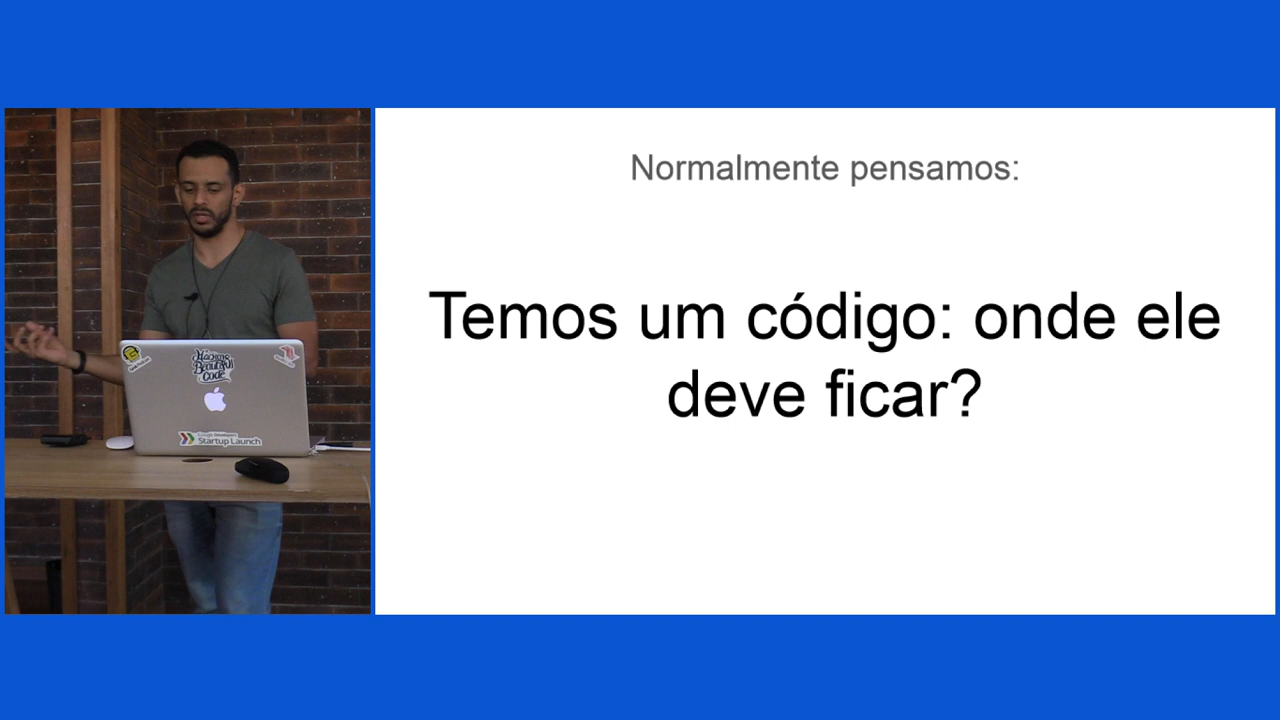 Normalmente pensamos:
Temos um código: onde ele
deve ficar?
Startup Launch